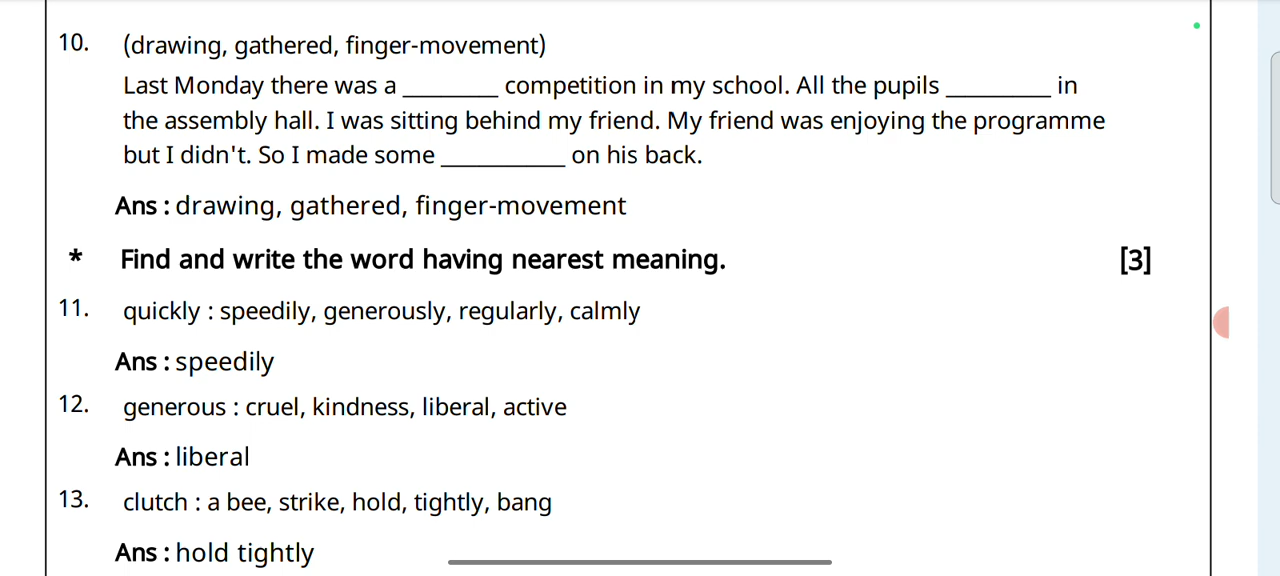 10. (drawing, gathered, finger-movement)
Last Monday there was a ________ competition in my school. All the pupils _________ in
the assembly hall. I was sitting behind my friend. My friend was enjoying the programme
but I didn't. So I made some ___________ on his back.
Ans : drawing, gathered, finger-movement
* Find and write the word having nearest meaning. [3]
11. quickly : speedily, generously, regularly, calmly
Ans : speedily
12. generous : cruel, kindness, liberal, active
Ans : liberal
13. clutch : a bee, strike, hold, tightly, bang
Ans : hold tightly